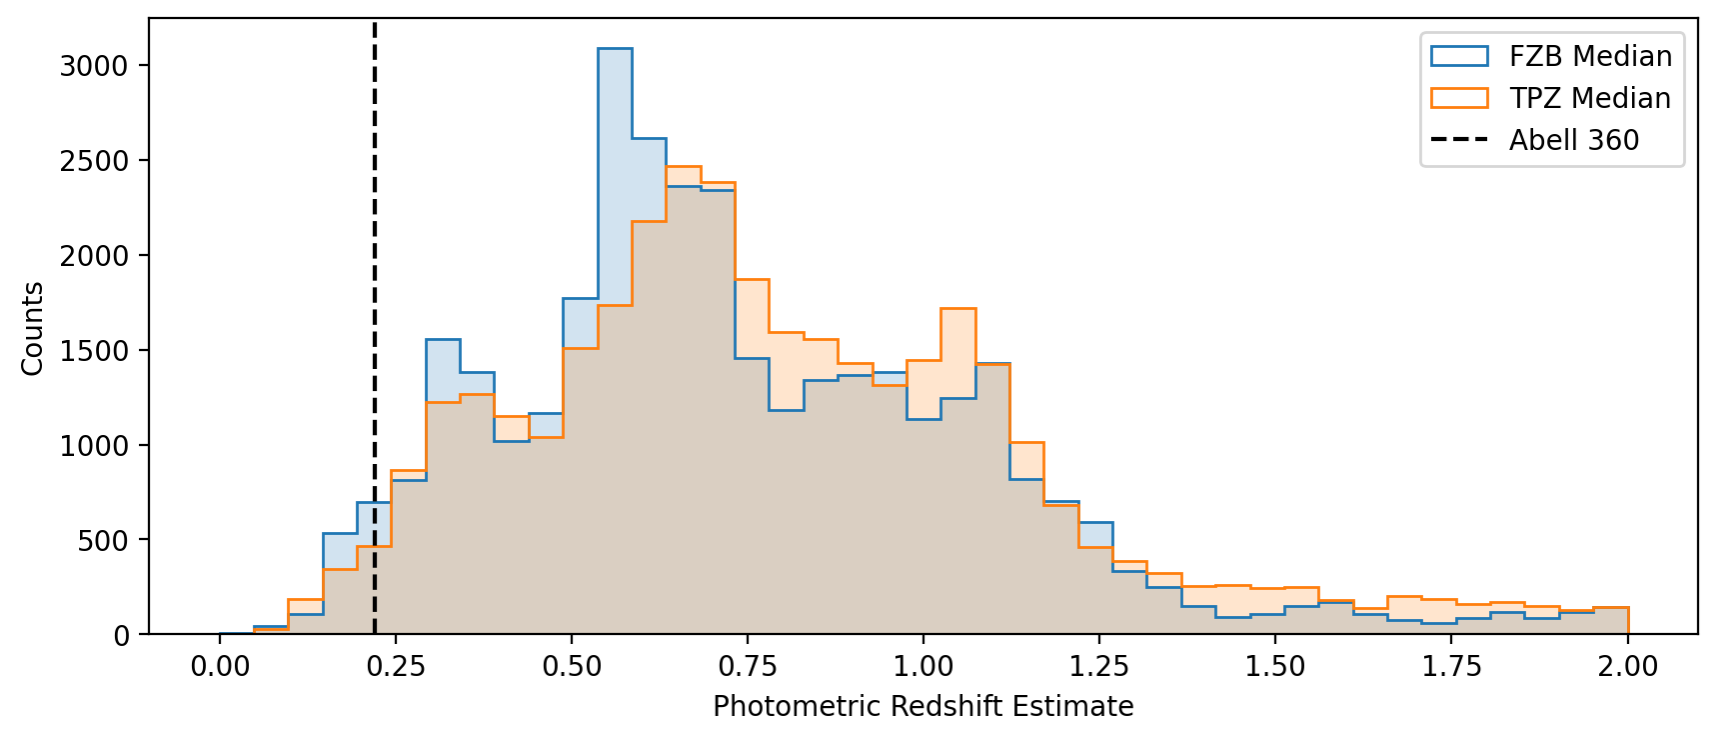 FZB Median
TPZ Median
Abell 360
Counts
3000
2500
2000
1500
1000
500
0
0.00 0.25 0.50 0.75 1.00 1.25 1.50 1.75 2.00
Photometric Redshift Estimate